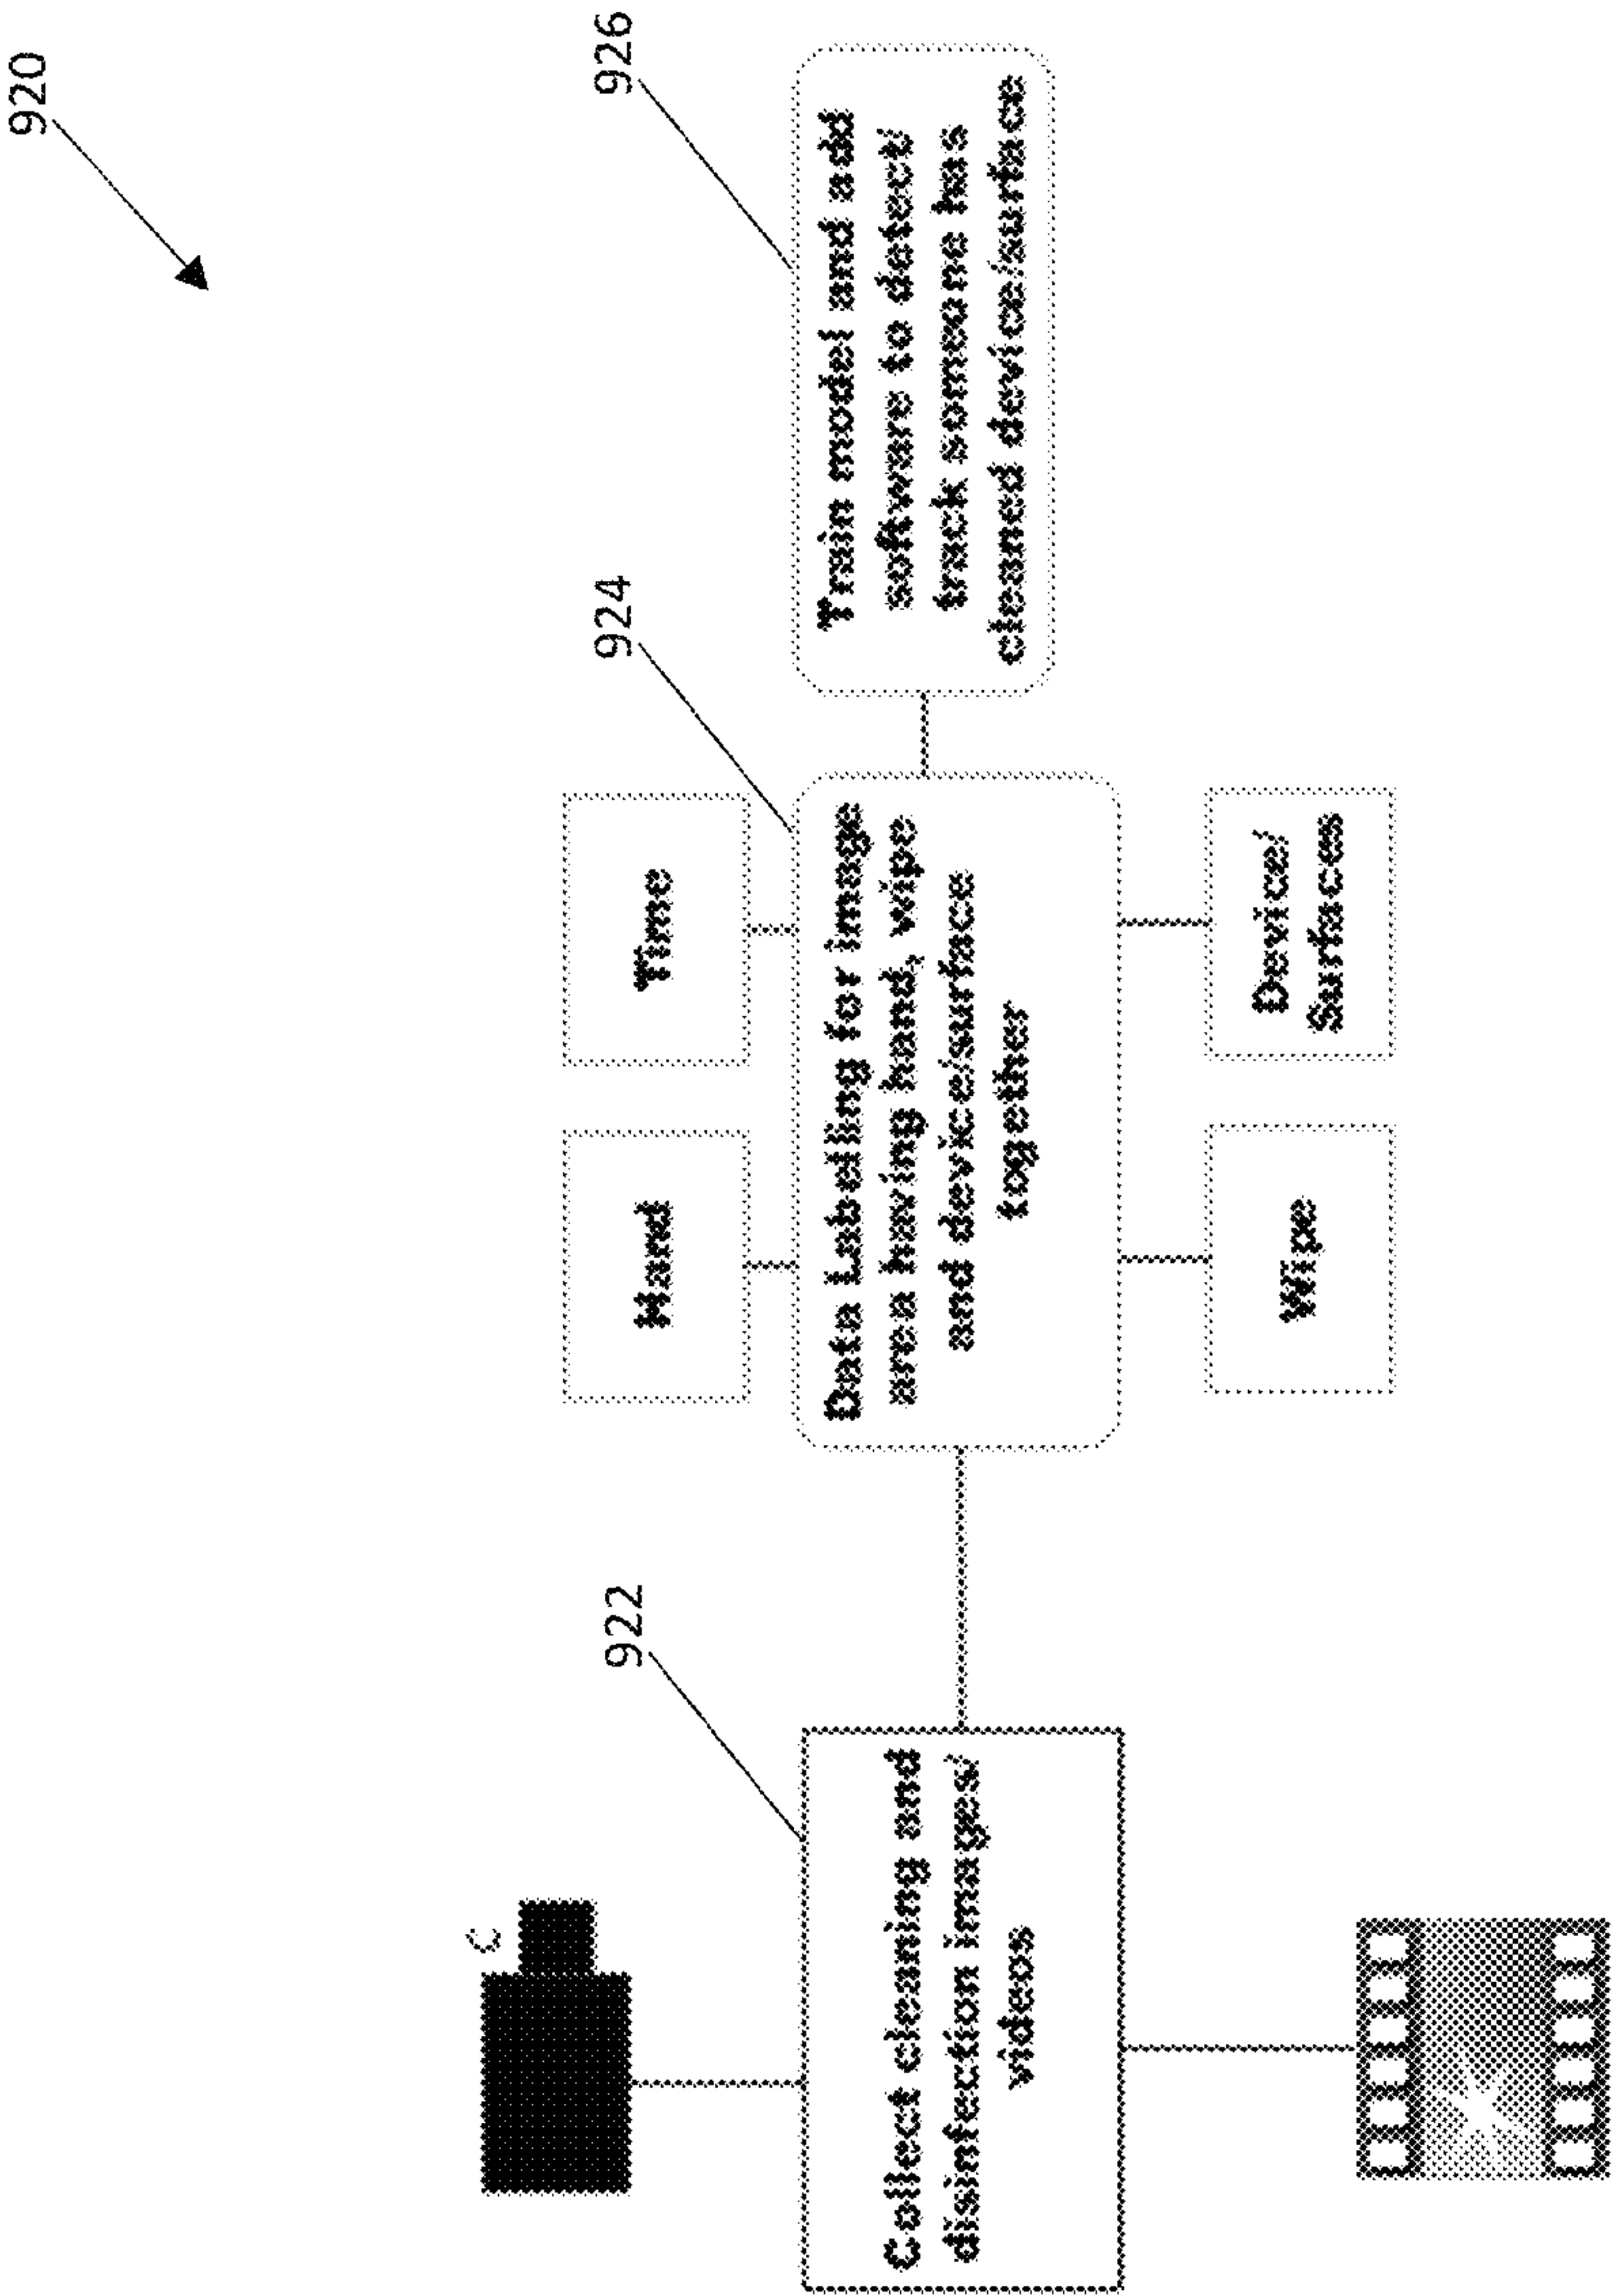 920
922
Collect cleaning and
disinfection images/
videos
924
Hand
Time
Data Labelling for image
area having hand, wipe
and device/surface
together
Wipe
Device/
Surfaces
926
Train model and add
software to detect/
track someone has
cleaned device/surface